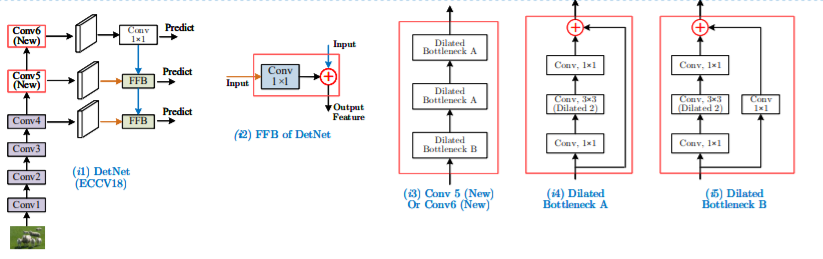 Conv6
(New)
Conv5
(New)
Conv4
Conv3
Conv2
Conv1
Conv
1×1
Predict
FFB
Predict
FFB
Predict
(i1) DetNet
(ECCV18)
Input
Input
Conv
1×1
Output
Feature
(i2) FFB of DetNet
Dilated
Bottleneck A
Dilated
Bottleneck A
Dilated
Bottleneck B
(i3) Conv 5 (New)
Or Conv6 (New)
Conv, 1×1
Conv, 3×3
(Dilated 2)
Conv, 1×1
(i4) Dilated
Bottleneck A
Conv, 1×1
Conv, 3×3
(Dilated 2)
Conv
1×1
Conv, 1×1
(i5) Dilated
Bottleneck B